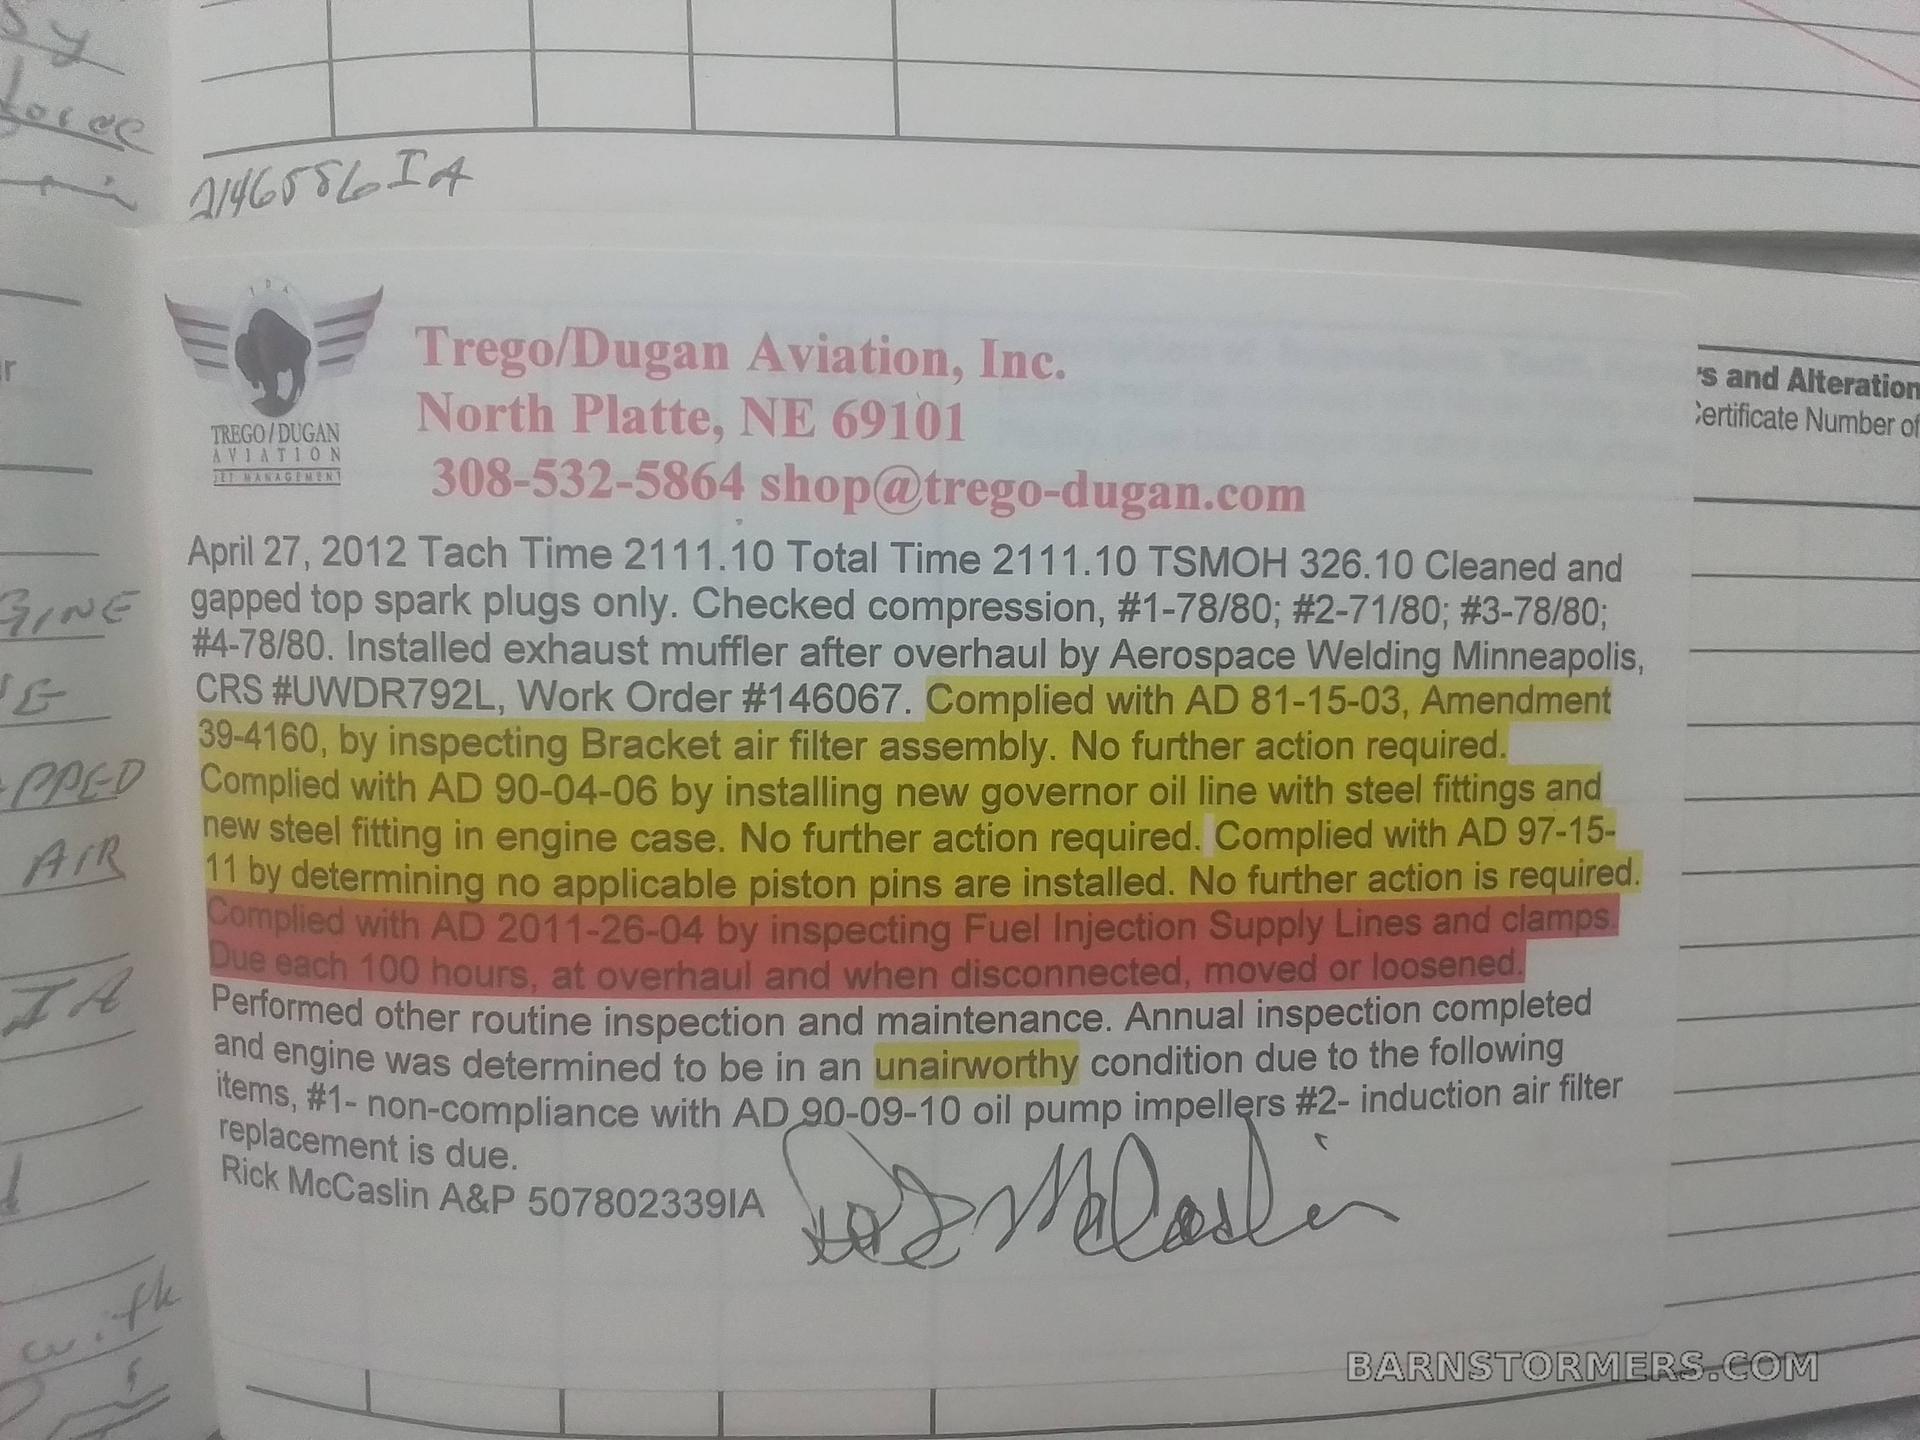 2146586IA
TDA
TREGO/DUGAN
AVIATION
JET MANAGEMENT
Trego/Dugan Aviation, Inc.
North Platte, NE 69101
308-532-5864 shop@trego-dugan.com
's and Alteration
Certificate Number of
April 27, 2012 Tach Time 2111.10 Total Time 2111.10 TSMOH 326.10 Cleaned and
gapped top spark plugs only. Checked compression, #1-78/80; #2-71/80; #3-78/80;
#4-78/80. Installed exhaust muffler after overhaul by Aerospace Welding Minneapolis,
CRS #UWDR792L, Work Order #146067. Complied with AD 81-15-03, Amendment
39-4160, by inspecting Bracket air filter assembly. No further action required.
Complied with AD 90-04-06 by installing new governor oil line with steel fittings and
new steel fitting in engine case. No further action required. Complied with AD 97-15-
11 by determining no applicable piston pins are installed. No further action is required.
Complied with AD 2011-26-04 by inspecting Fuel Injection Supply Lines and clamps.
Due each 100 hours, at overhaul and when disconnected, moved or loosened.
Performed other routine inspection and maintenance. Annual inspection completed
and engine was determined to be in an unairworthy condition due to the following
items, #1- non-compliance with AD 90-09-10 oil pump impellers #2- induction air filter
replacement is due.
Rick McCaslin A&P 507802339IA
AIR
IA
with
BARNSTORMERS.COM